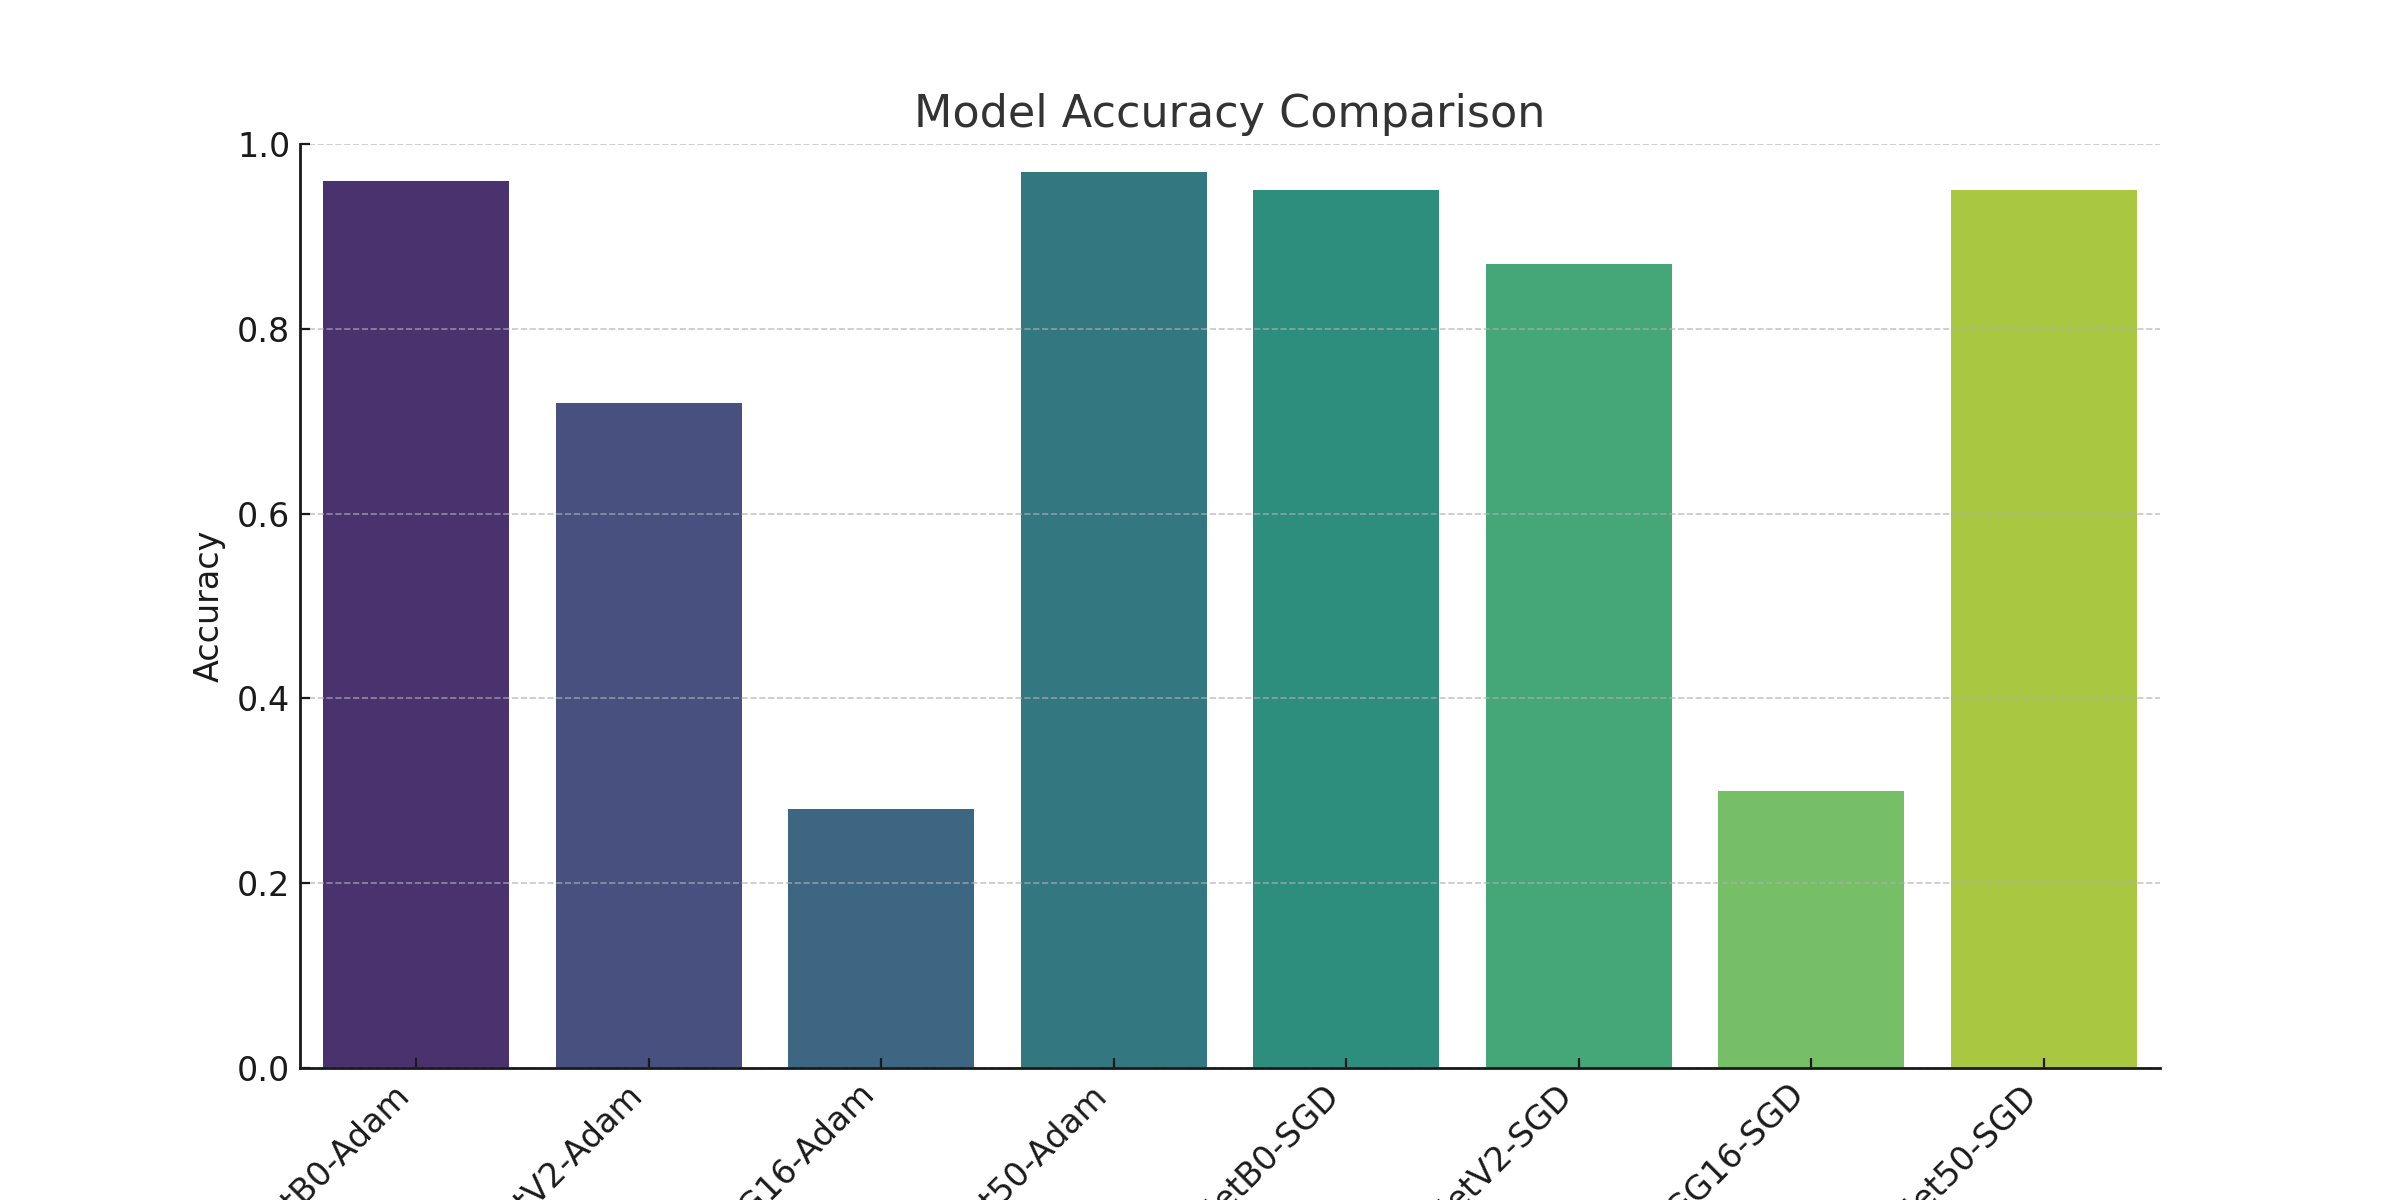 Model Accuracy Comparison
1.0
0.8
0.6
0.4
0.2
0.0
Accuracy
tB0-Adam
tV2-Adam
G16-Adam
t50-Adam
etB0-SGD
etV2-SGD
GG16-SGD
et50-SGD